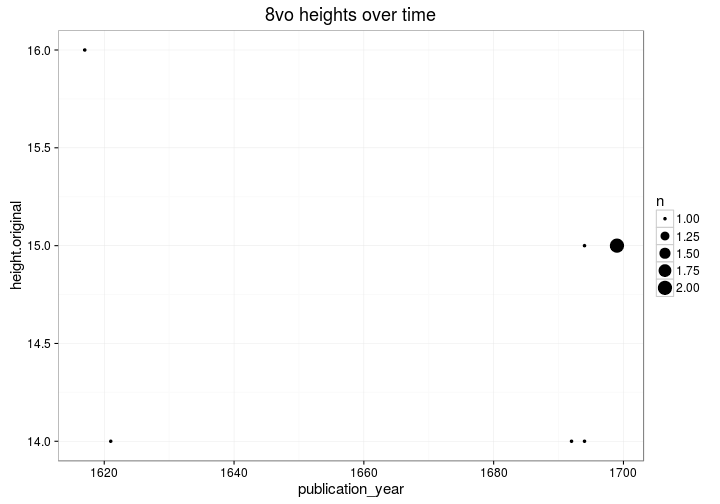 8vo heights over time
16.0
15.5
15.0
14.5
14.0
height.original
1620 1640 1660 1680 1700
publication_year
n
1.00
1.25
1.50
1.75
2.00